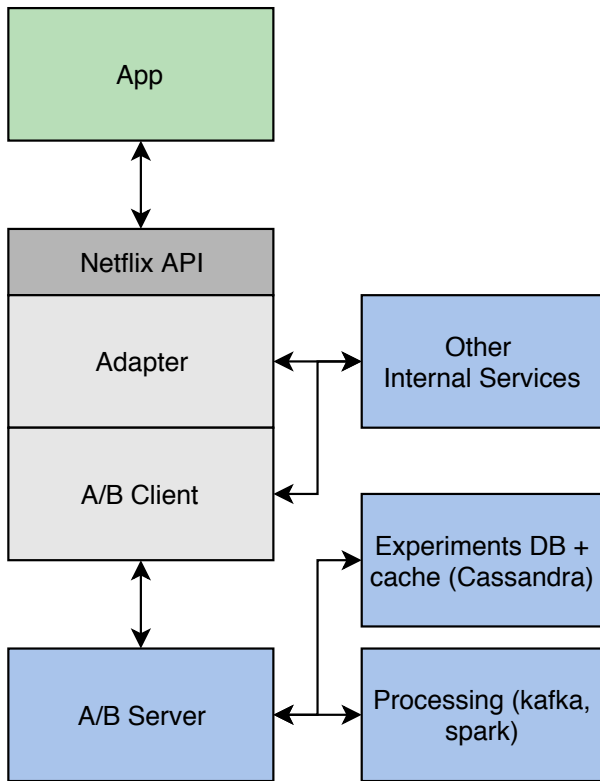 App
Netflix API
Adapter
Other
Internal Services
A/B Client
Experiments DB +
cache (Cassandra)
A/B Server
Processing (kafka,
spark)